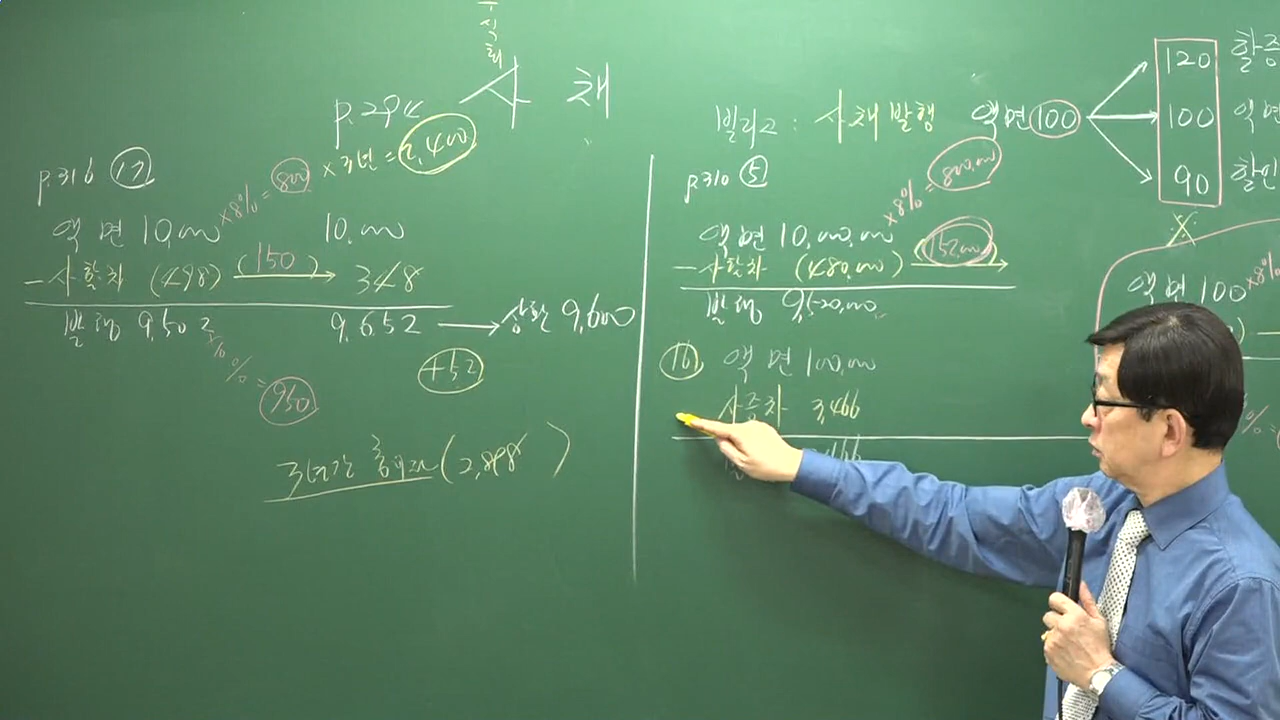 사 채
p.316 ⑰
×8% = 800 ×3년 = 2,400
액면 10,000 10,000
-사할차 (498) (150) 348
발행 9,502 9,652 → 상환 9,600
×10% = 950
+52
3년간 총이자 (2,898)
빌리고 : 사채발행 액면 100
120 할증
100 액면
90 할인
p.310 ⑤
×8% = 800,000
액면 10,000,000
-사할차 (480,000) (152,000)
발행 9,520,000
⑯ 액면 100,000
사증차 3,466
액면 100 ×8%